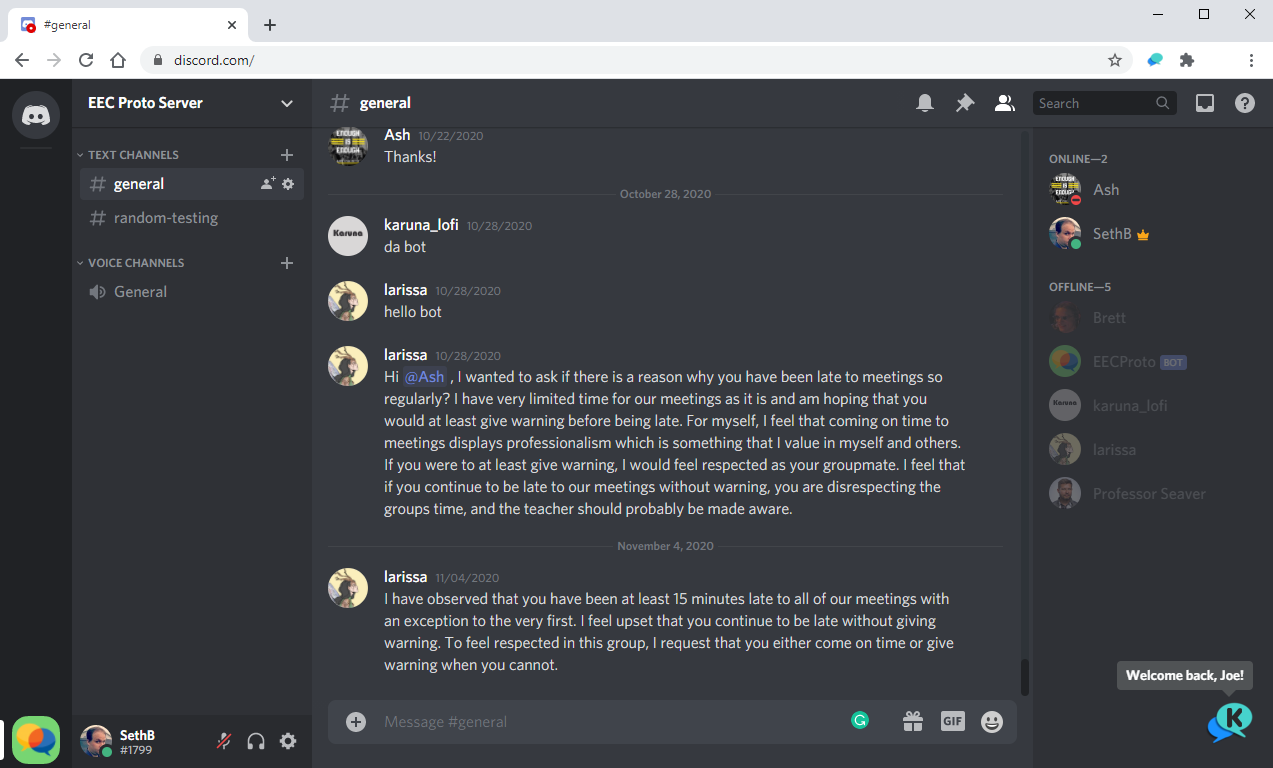 #general
discord.com/
EEC Proto Server
TEXT CHANNELS
general
random-testing
VOICE CHANNELS
General
SethB
#1799
general
Search
Ash 10/22/2020
Thanks!
October 28, 2020
karuna_lofi 10/28/2020
Karuna
da bot
larissa 10/28/2020
hello bot
larissa 10/28/2020
Hi @Ash , I wanted to ask if there is a reason why you have been late to meetings so
regularly? I have very limited time for our meetings as it is and am hoping that you
would at least give warning before being late. For myself, I feel that coming on time to
meetings displays professionalism which is something that I value in myself and others.
If you were to at least give warning, I would feel respected as your groupmate. I feel that
if you continue to be late to our meetings without warning, you are disrespecting the
groups time, and the teacher should probably be made aware.
November 4, 2020
larissa 11/04/2020
I have observed that you have been at least 15 minutes late to all of our meetings with
an exception to the very first. I feel upset that you continue to be late without giving
warning. To feel respected in this group, I request that you either come on time or give
warning when you cannot.
Message #general
GIF
ONLINE—2
ENOUGH
IS
ENOUGH
Ash
SethB
OFFLINE—5
Brett
EECProto BOT
Karuna
karuna_lofi
larissa
Professor Seaver
Welcome back, Joe!
K